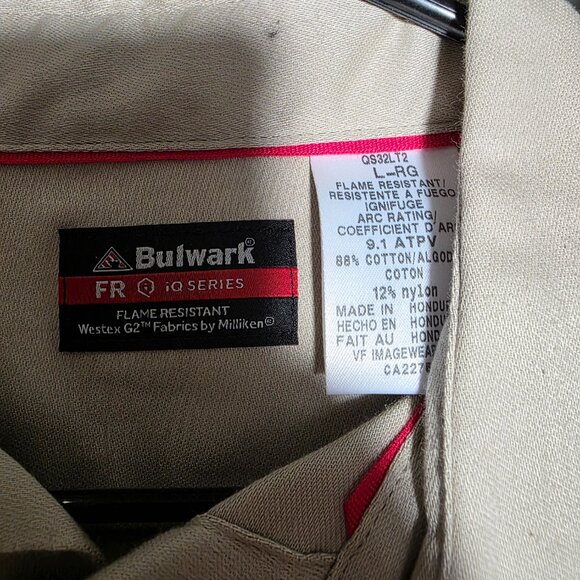 Bulwark®
FR iQ SERIES
FLAME RESISTANT
Westex G2™ Fabrics by Milliken®
QS32LT2
L-RG
FLAME RESISTANT/
RESISTENTE A FUEGO
IGNIFUGE
ARC RATING/
COEFFICIENT D'AR
9.1 ATPV
88% COTTON/ALGOD
COTON
12% nylon
MADE IN HONDUR
HECHO EN HONDU
FAIT AU HOND
VF IMAGEWEAR
CA2276